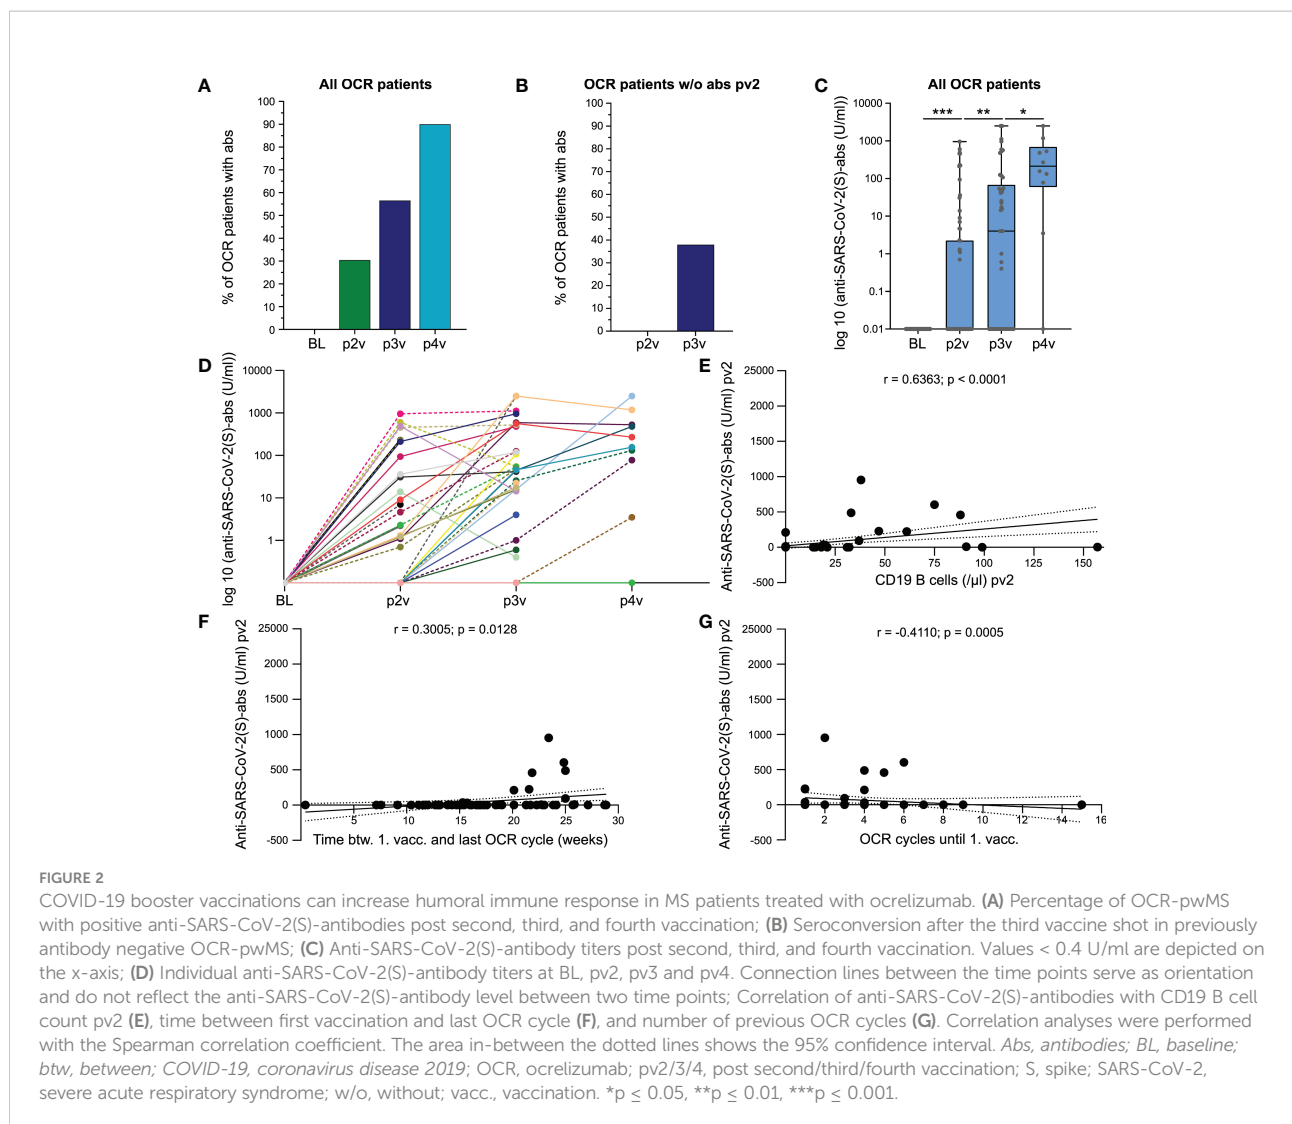 A
All OCR patients
% of OCR patients with abs
100
90
80
70
60
50
40
30
20
10
0
BL
p2v
p3v
p4v
B
OCR patients w/o abs pv2
% of OCR patients with abs
100
90
80
70
60
50
40
30
20
10
0
p2v
p3v
C
All OCR patients
log 10 (anti-SARS-CoV-2(S)-abs (U/ml))
10000
1000
100
10
1
0.1
0.01
***
**
*
BL
p2v
p3v
p4v
D
log 10 (anti-SARS-CoV-2(S)-abs (U/ml))
10000
1000
100
10
1
BL
p2v
p3v
p4v
E
Anti-SARS-CoV-2(S)-abs (U/ml) pv2
25000
2000
1500
1000
500
0
-500
r = 0.6363; p < 0.0001
25
50
75
100
125
150
CD19 B cells (/µl) pv2
F
Anti-SARS-CoV-2(S)-abs (U/ml) pv2
25000
2000
1500
1000
500
0
-500
r = 0.3005; p = 0.0128
5
10
15
20
25
30
Time btw. 1. vacc. and last OCR cycle (weeks)
G
Anti-SARS-CoV-2(S)-abs (U/ml) pv2
25000
2000
1500
1000
500
0
-500
r = -0.4110; p = 0.0005
2
4
6
8
10
12
14
16
OCR cycles until 1. vacc.
FIGURE 2
COVID-19 booster vaccinations can increase humoral immune response in MS patients treated with ocrelizumab. (A) Percentage of OCR-pwMS
with positive anti-SARS-CoV-2(S)-antibodies post second, third, and fourth vaccination; (B) Seroconversion after the third vaccine shot in previously
antibody negative OCR-pwMS; (C) Anti-SARS-CoV-2(S)-antibody titers post second, third, and fourth vaccination. Values < 0.4 U/ml are depicted on
the x-axis; (D) Individual anti-SARS-CoV-2(S)-antibody titers at BL, pv2, pv3 and pv4. Connection lines between the time points serve as orientation
and do not reflect the anti-SARS-CoV-2(S)-antibody level between two time points; Correlation of anti-SARS-CoV-2(S)-antibodies with CD19 B cell
count pv2 (E), time between first vaccination and last OCR cycle (F), and number of previous OCR cycles (G). Correlation analyses were performed
with the Spearman correlation coefficient. The area in-between the dotted lines shows the 95% confidence interval. Abs, antibodies; BL, baseline;
btw, between; COVID-19, coronavirus disease 2019; OCR, ocrelizumab; pv2/3/4, post second/third/fourth vaccination; S, spike; SARS-CoV-2,
severe acute respiratory syndrome; w/o, without; vacc., vaccination. *p ≤ 0.05, **p ≤ 0.01, ***p ≤ 0.001.